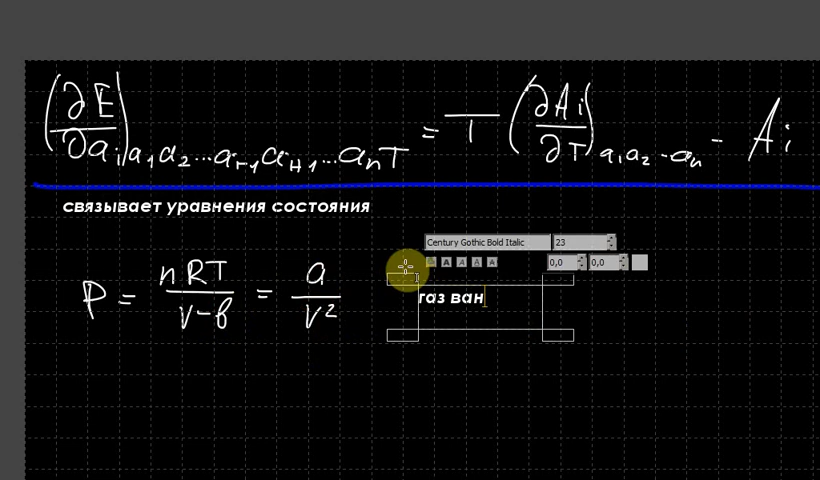 (∂E/∂aᵢ)a₁a₂...aᵢ₋₁aᵢ₊₁...aₙT = T(∂Aᵢ/∂T)a₁a₂...aₙ - Aᵢ
связывает уравнения состояния
Century Gothic Bold Italic 23
0,0 0,0
P = nRT/(V-b) = a/V²
газ ван